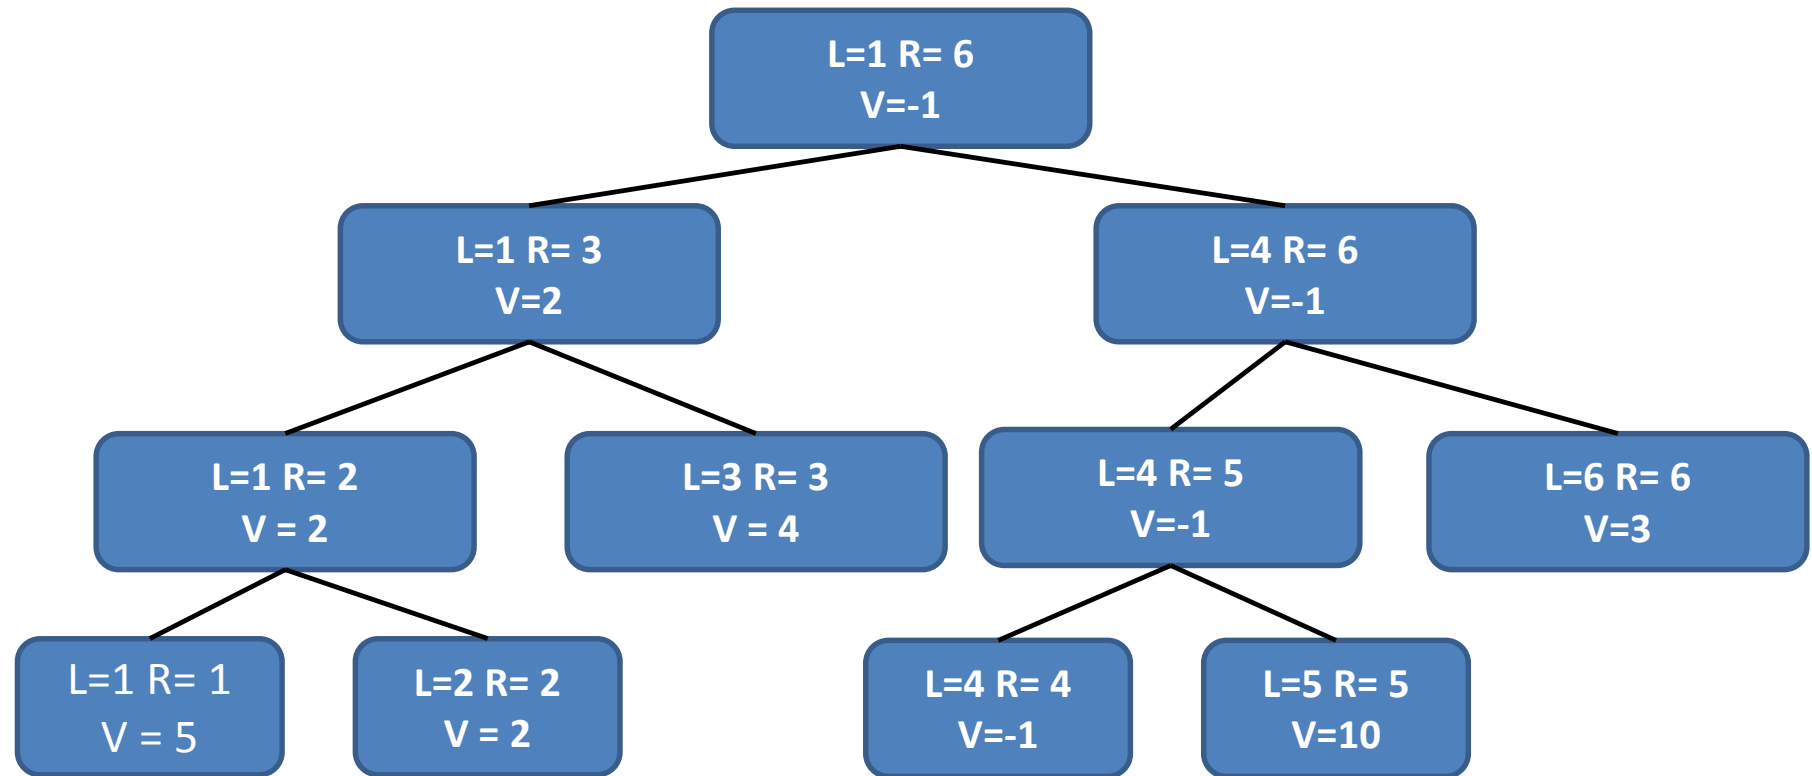 L=1 R= 6
V=-1
L=1 R= 3
V=2
L=4 R= 6
V=-1
L=1 R= 2
V = 2
L=3 R= 3
V = 4
L=4 R= 5
V=-1
L=6 R= 6
V=3
L=1 R= 1
V = 5
L=2 R= 2
V = 2
L=4 R= 4
V=-1
L=5 R= 5
V=10